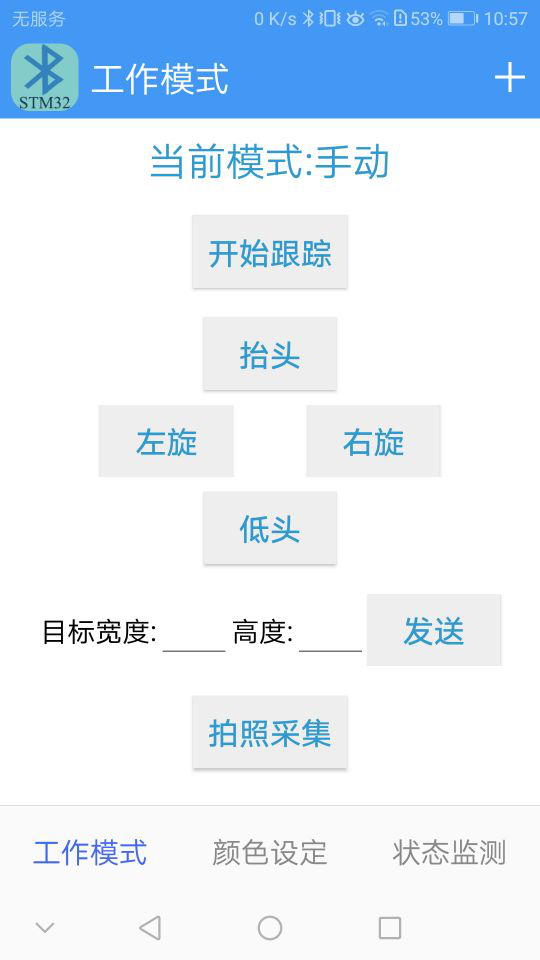 无服务 0 K/s 53% 10:57
STM32 工作模式
当前模式:手动
开始跟踪
抬头
左旋 右旋
低头
目标宽度: 高度: 发送
拍照采集
工作模式 颜色设定 状态监测